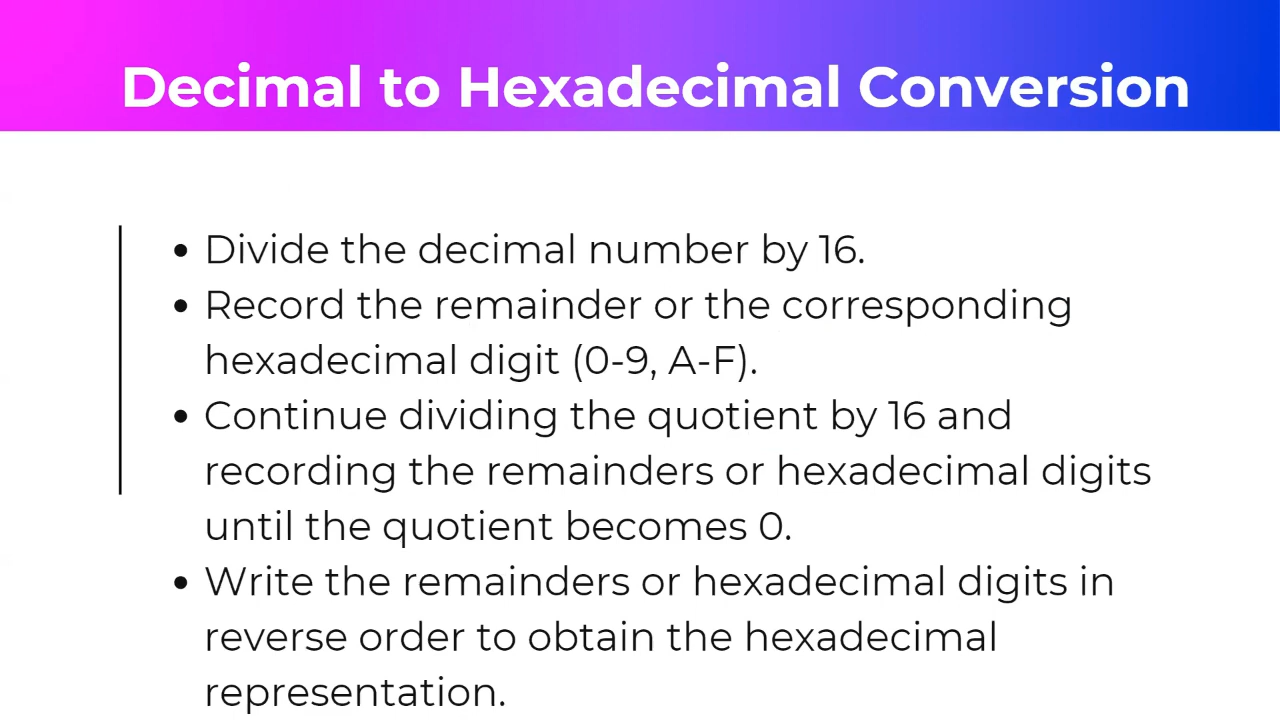 Decimal to Hexadecimal Conversion
• Divide the decimal number by 16.
• Record the remainder or the corresponding
hexadecimal digit (0-9, A-F).
• Continue dividing the quotient by 16 and
recording the remainders or hexadecimal digits
until the quotient becomes 0.
• Write the remainders or hexadecimal digits in
reverse order to obtain the hexadecimal
representation.